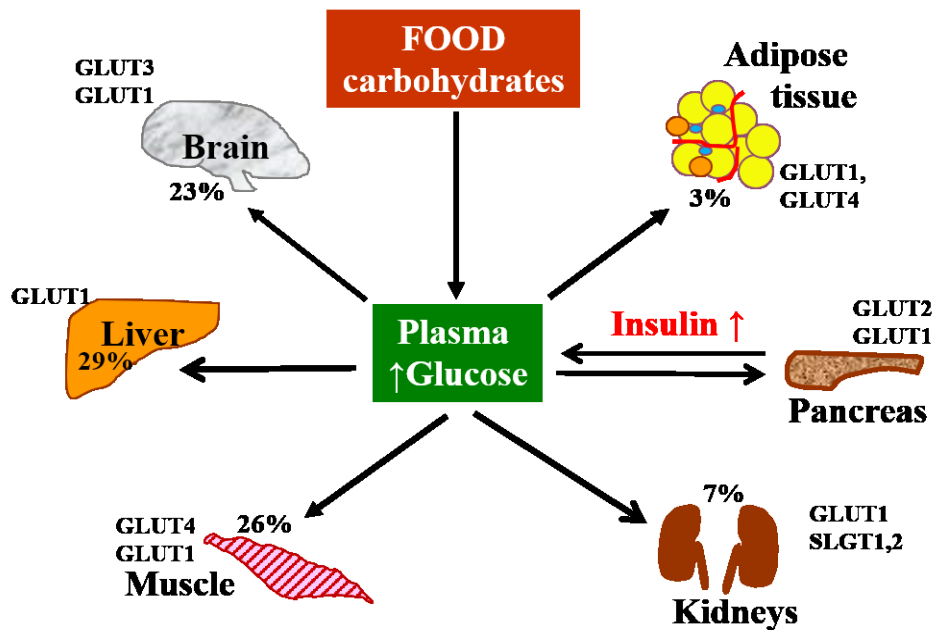 FOOD
carbohydrates
GLUT3
GLUT1
Brain
23%
Adipose
tissue
GLUT1,
GLUT4
3%
GLUT1
Liver
29%
Plasma
↑Glucose
Insulin ↑
GLUT2
GLUT1
Pancreas
GLUT4
GLUT1
26%
Muscle
7%
GLUT1
SLGT1,2
Kidneys